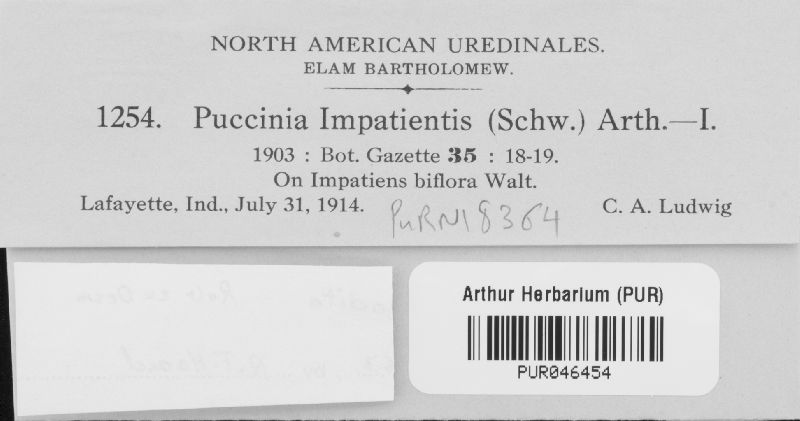 NORTH AMERICAN UREDINALES.
ELAM BARTHOLOMEW.
1254. Puccinia Impatientis (Schw.) Arth.—I.
1903 : Bot. Gazette 35 : 18-19.
On Impatiens biflora Walt.
Lafayette, Ind., July 31, 1914. C. A. Ludwig
PURN18364
Arthur Herbarium (PUR)
PUR046454